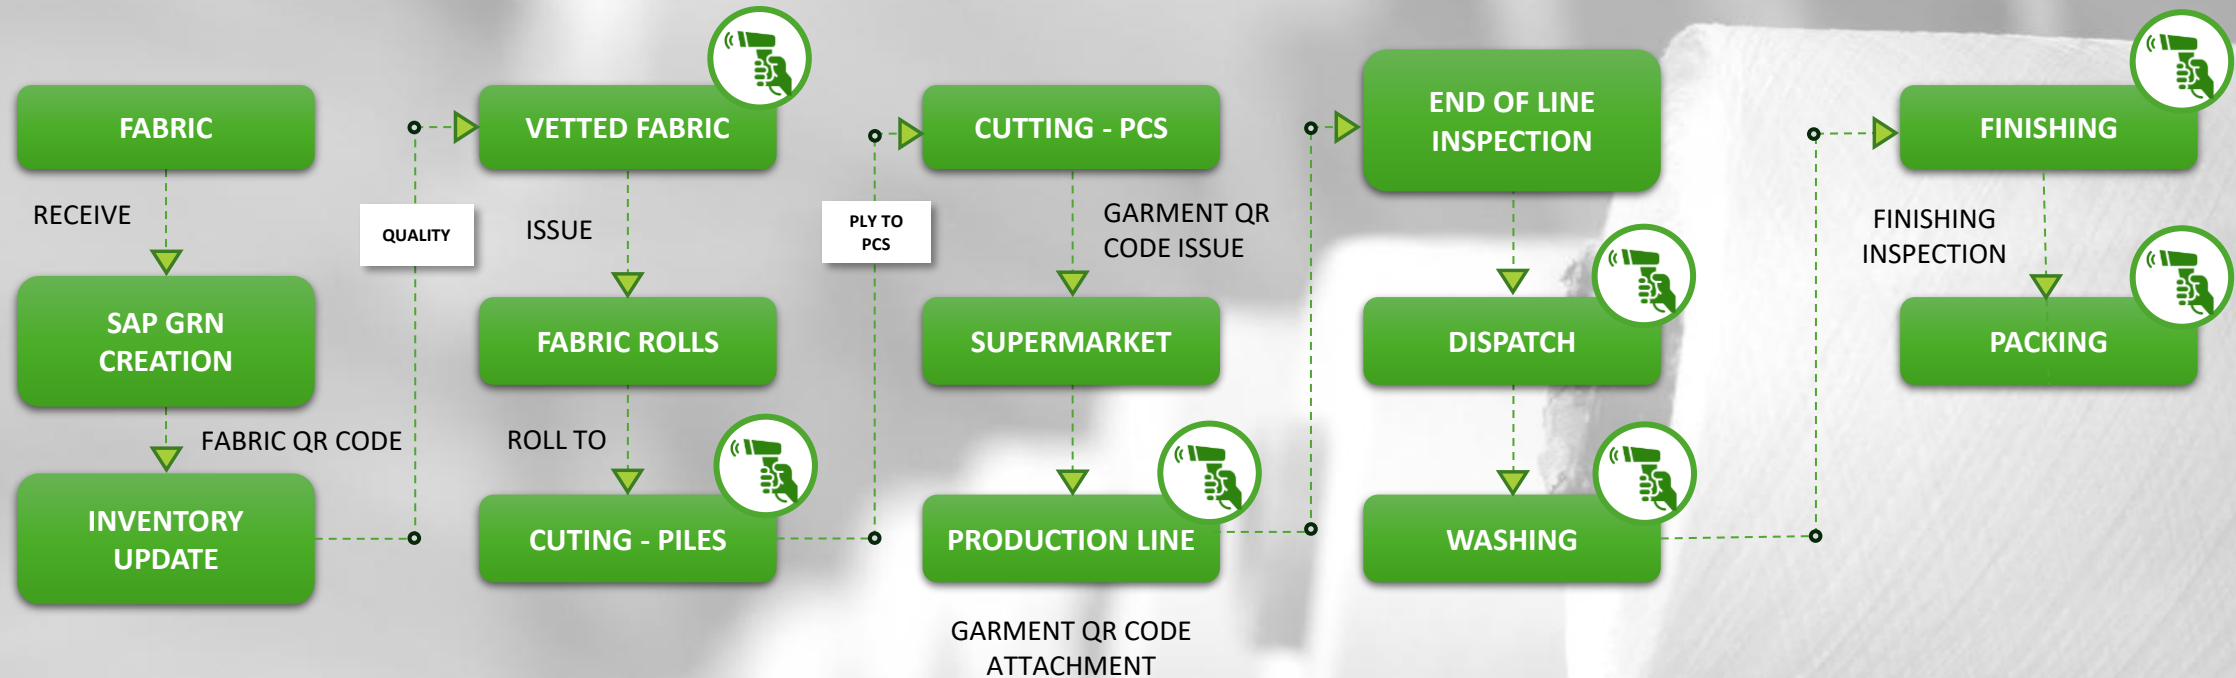 FABRIC
RECEIVE
SAP GRN
CREATION
FABRIC QR CODE
INVENTORY
UPDATE
QUALITY
VETTED FABRIC
ISSUE
FABRIC ROLLS
ROLL TO
CUTING - PILES
PLY TO
PCS
CUTTING - PCS
GARMENT QR
CODE ISSUE
SUPERMARKET
PRODUCTION LINE
GARMENT QR CODE
ATTACHMENT
END OF LINE
INSPECTION
DISPATCH
WASHING
FINISHING
FINISHING
INSPECTION
PACKING